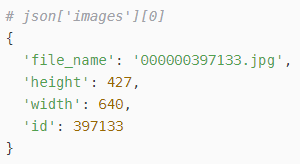 # json['images'][0]
{
  'file_name': '000000397133.jpg',
  'height': 427,
  'width': 640,
  'id': 397133
}